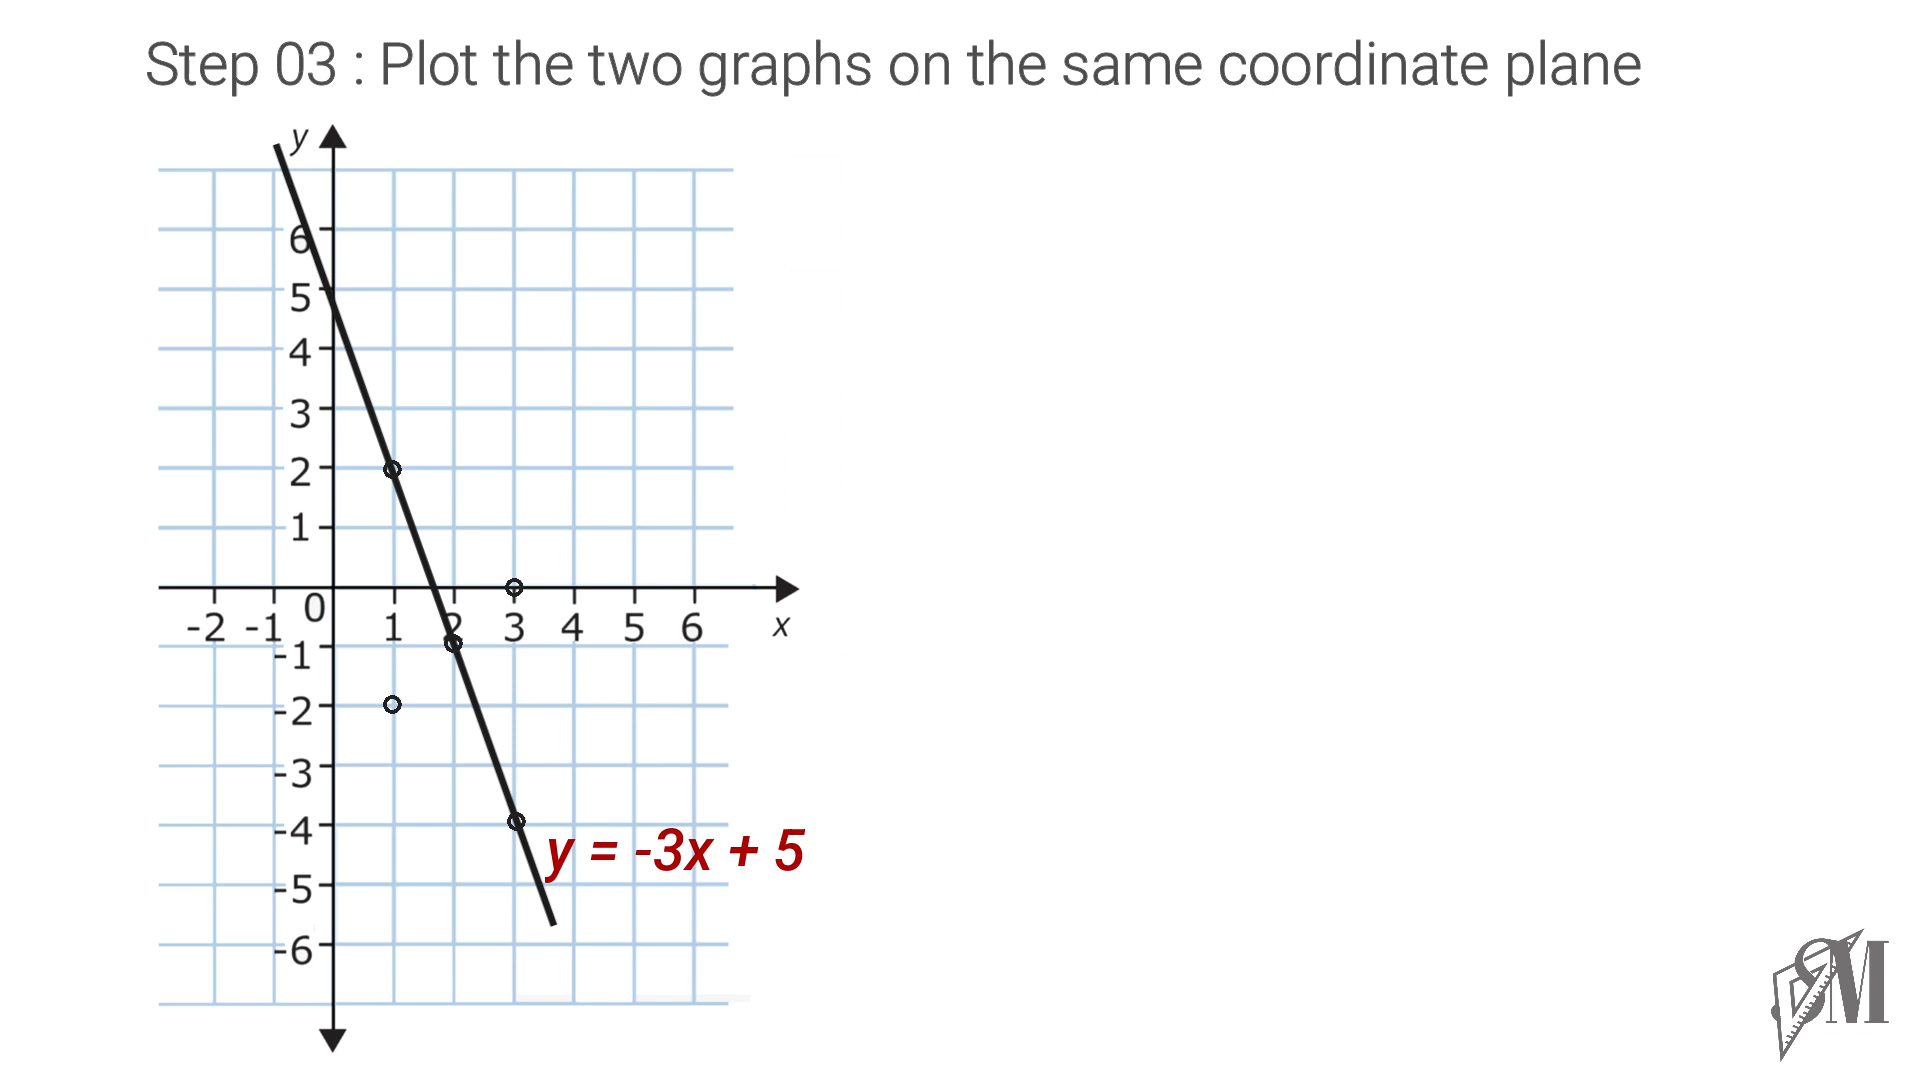 Step 03 : Plot the two graphs on the same coordinate plane
y
6
5
4
3
2
1
0
-2 -1 1 2 3 4 5 6 x
-1
-2
-3
-4
y = -3x + 5
-5
-6
SM